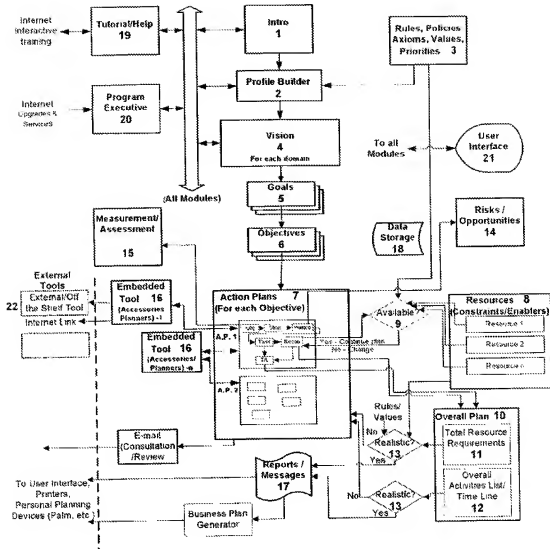 Internet
Interactive
training
Tutorial/Help
19
Intro
1
Rules, Policies
Axioms, Values,
Priorities 3
Profile Builder
2
Internet
Upgrades &
Services
Program
Executive
20
Vision
4
For each domain
To all
Modules
User
Interface
21
(All Modules)
Goals
5
Measurement/
Assessment
15
Objectives
6
Data
Storage
18
Risks /
Opportunities
14
External
Tools
22
External/Off
the Shelf Tool
Internet Link
Embedded
Tool 16
(Accessories
Planners) -1
Embedded
Tool 16
(Accessories/
Planners) -n
Action Plans 7
(For each Objective)
A.P. 1
A.P. 2
Available
9
Yes - Continue plan
No - Change
Resources 8
(Constraints/Enablers)
Resource 1
Resource 2
Resource n
Rules/
Values
No
Realistic?
13
Yes
Overall Plan 10
Total Resource
Requirements
11
Overall
Activities List/
Time Line
12
E-mail
(Consultation
/Review
Reports /
Messages
17
No
Realistic?
13
Yes
To User Interface,
Printers,
Personal Planning
Devices (Palm, etc.)
Business Plan
Generator